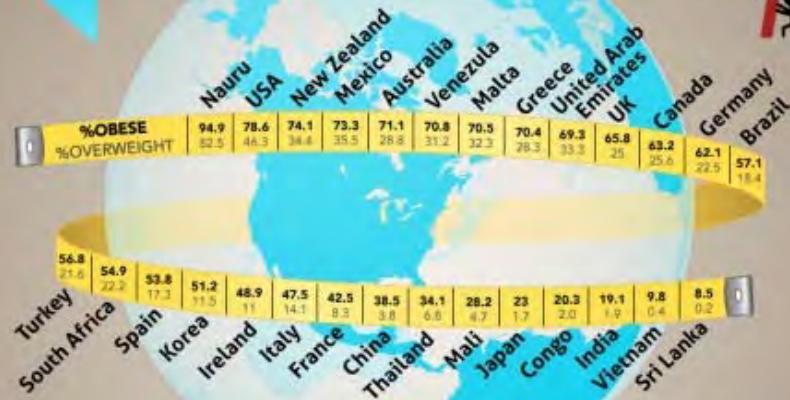 Nauru
USA
New Zealand
Mexico
Australia
Venzula
Malta
Greece
United Arab
Emirates
UK
Canada
Germany
Brazil
%OBESE 94.9 78.6 74.1 73.3 71.1 70.8 70.5 70.4 69.3 65.8 63.2 62.1 57.1
%OVERWEIGHT 46.3 34.4 35.5 28.8 31.2 32.3 28.3 33.3 25 25.6 22.5 18.4
56.8 54.9 53.8 51.2 48.9 47.5 42.5 38.5 34.1 28.2 23 20.3 19.1 9.8 8.5
21.6 22.2 17.3 11.5 11 14.1 8.3 3.8 6.8 4.7 1.7 2.0 1.9 0.4 0.2
Turkey
South Africa
Spain
Korea
Ireland
Italy
France
China
Thailand
Mali
Japan
Congo
India
Vietnam
Sri Lanka